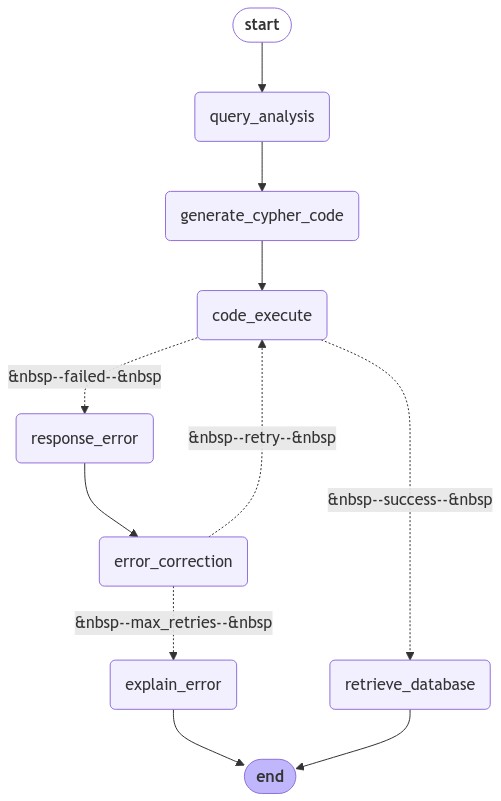 start
query_analysis
generate_cypher_code
code_execute
&nbsp--failed--&nbsp
response_error
&nbsp--retry--&nbsp
&nbsp--success--&nbsp
error_correction
&nbsp--max_retries--&nbsp
explain_error
retrieve_database
end